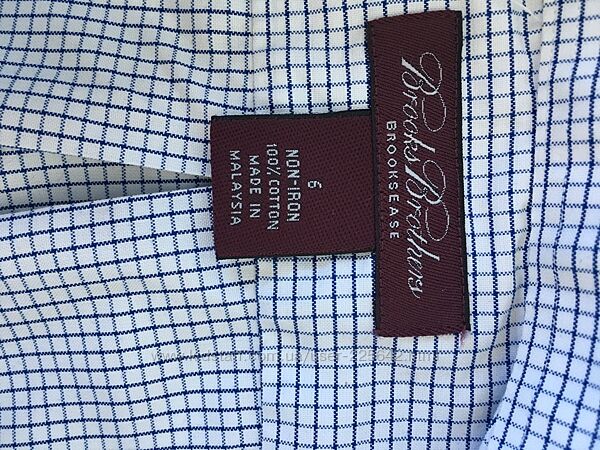 Brooks Brothers
BROOKSEASE
6
NON-IRON
100% COTTON
MADE IN
MALAYSIA